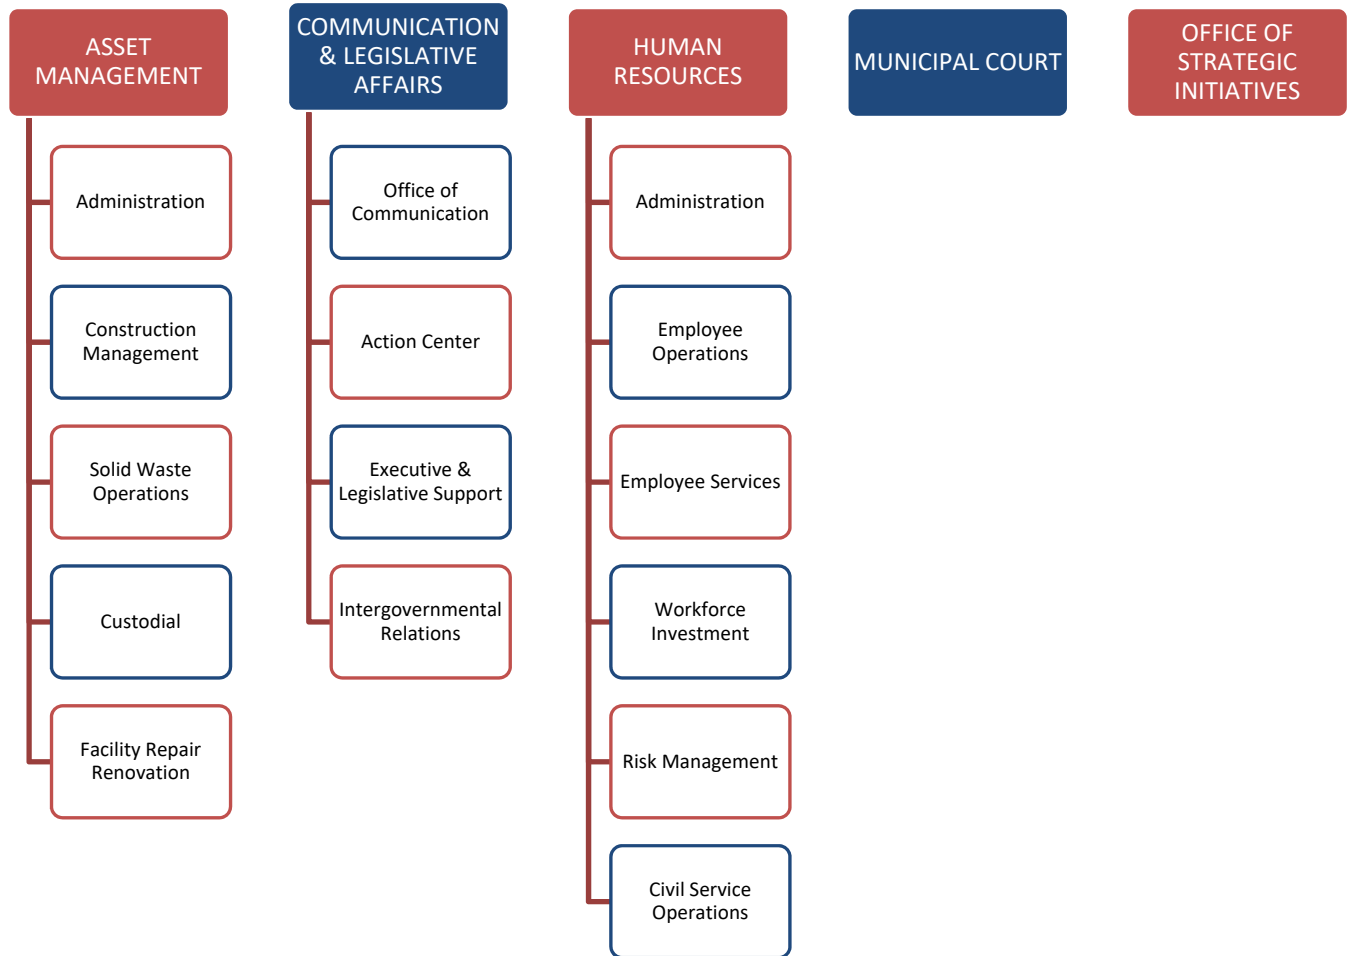 ASSET
MANAGEMENT
Administration
Construction
Management
Solid Waste
Operations
Custodial
Facility Repair
Renovation
COMMUNICATION
& LEGISLATIVE
AFFAIRS
Office of
Communication
Action Center
Executive &
Legislative Support
Intergovernmental
Relations
HUMAN
RESOURCES
Administration
Employee
Operations
Employee Services
Workforce
Investment
Risk Management
Civil Service
Operations
MUNICIPAL COURT
OFFICE OF
STRATEGIC
INITIATIVES